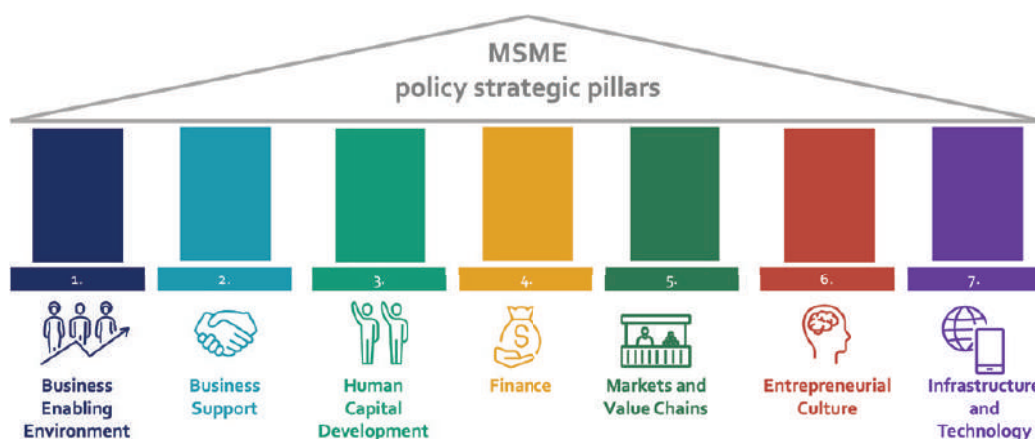 MSME
policy strategic pillars
1.
2.
3.
4.
5.
6.
7.
$
Business
Enabling
Environment
Business
Support
Human
Capital
Development
Finance
Markets and
Value Chains
Entrepreneurial
Culture
Infrastructure
and
Technology